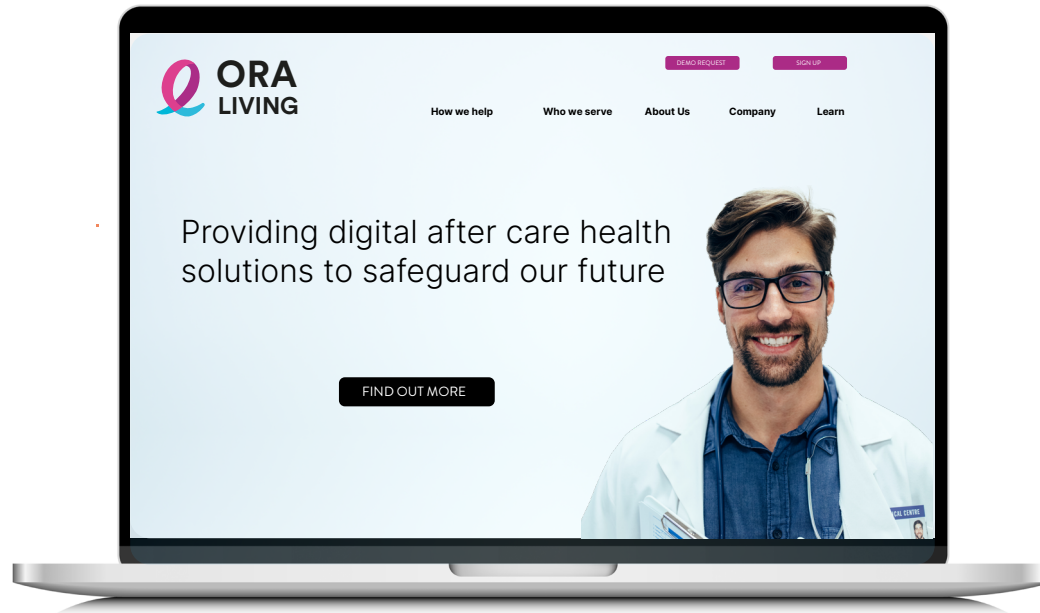 ORA
LIVING
DEMO REQUEST
SIGN UP
How we help
Who we serve
About Us
Company
Learn
Providing digital after care health
solutions to safeguard our future
FIND OUT MORE
CENTRE